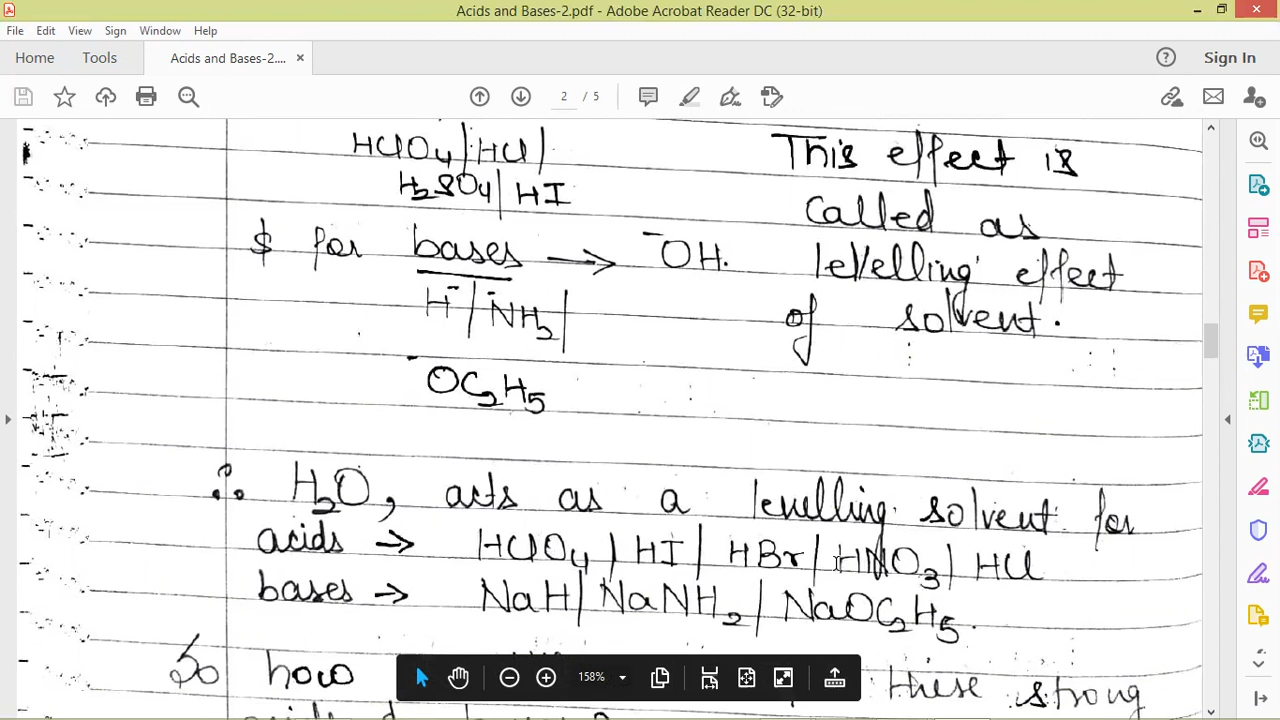 Acids and Bases-2.pdf - Adobe Acrobat Reader DC (32-bit)
File Edit View Sign Window Help
Home Tools Acids and Bases-2.... × Sign In
2 / 5
HClO4 | HCl |
H2SO4 | HI
$ for bases → ⁻OH.
H⁻ | ⁻NH2 |
⁻OC2H5
This effect is
called as
levelling effect
of solvent.
∴ H2O, acts as a levelling solvent for
acids → HClO4 | HI | HBr | HNO3 | HCl
bases → NaH | NaNH2 | NaOC2H5.
So how these strong
158%